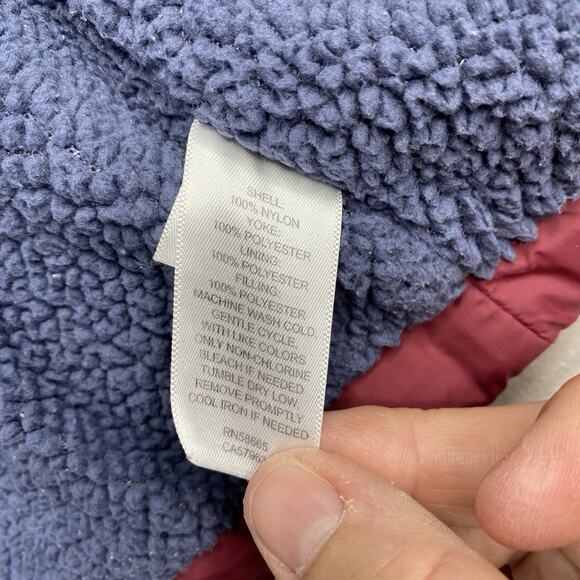 SHELL:
100% NYLON
YOKE:
100% POLYESTER
LINING:
100% POLYESTER
FILLING:
100% POLYESTER
MACHINE WASH COLD.
GENTLE CYCLE,
WITH LIKE COLORS
ONLY NON-CHLORINE
BLEACH IF NEEDED
TUMBLE DRY LOW
REMOVE PROMPTLY
COOL IRON IF NEEDED
RN58665